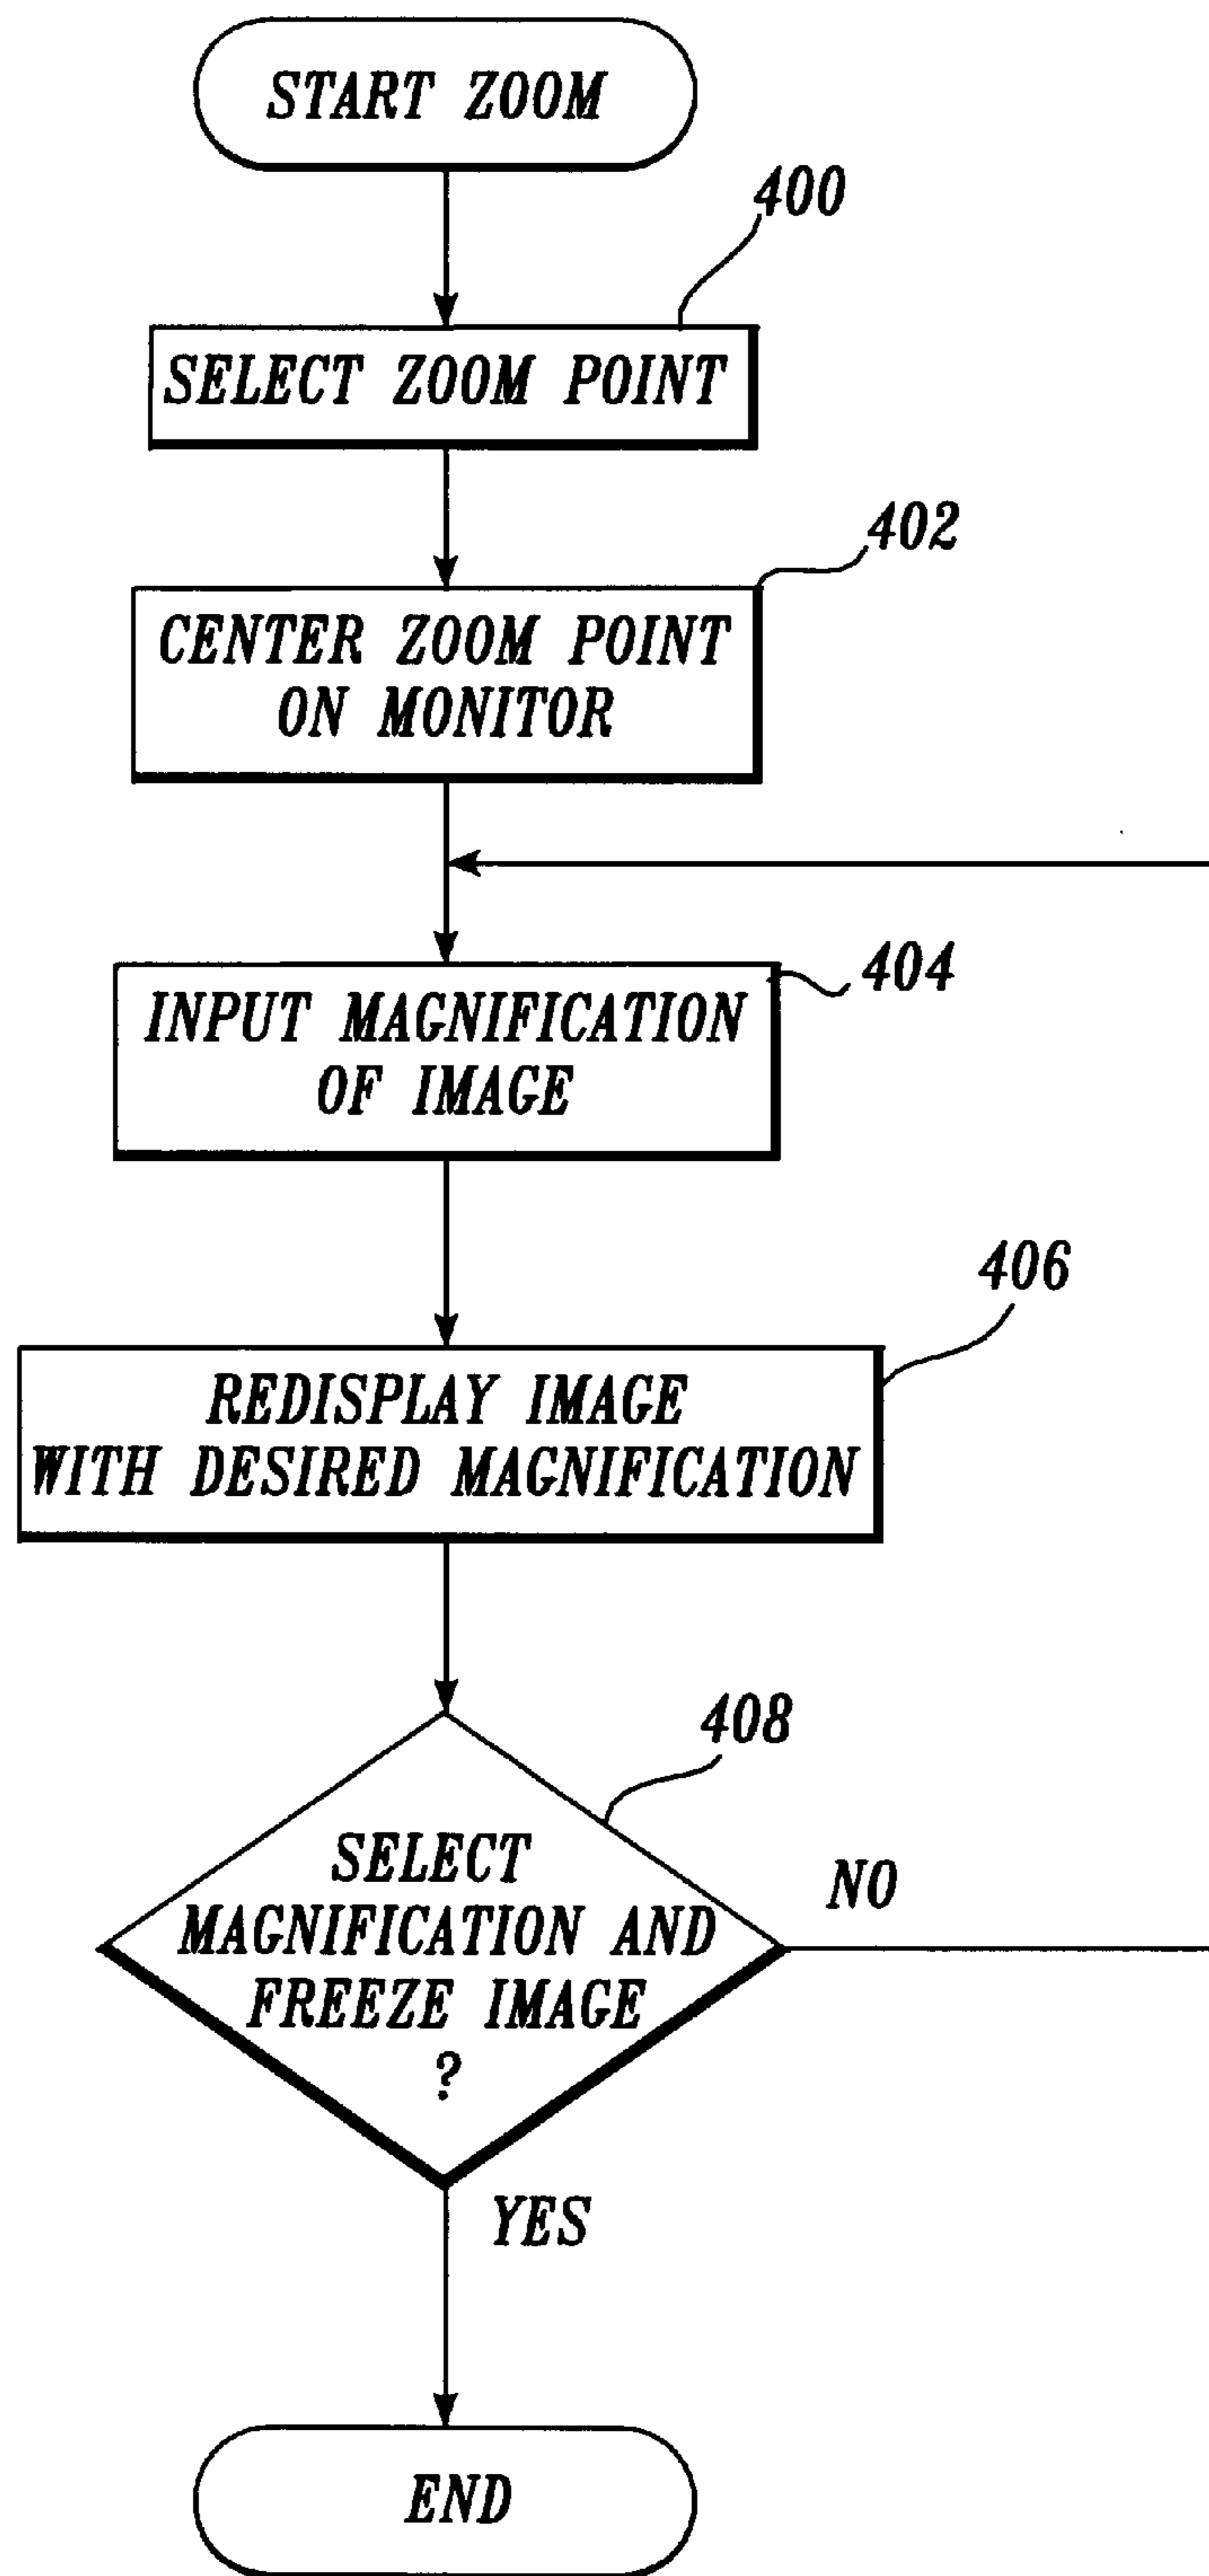 START ZOOM
400
SELECT ZOOM POINT
402
CENTER ZOOM POINT
ON MONITOR
404
INPUT MAGNIFICATION
OF IMAGE
406
REDISPLAY IMAGE
WITH DESIRED MAGNIFICATION
408
SELECT
MAGNIFICATION AND
FREEZE IMAGE
?
NO
YES
END